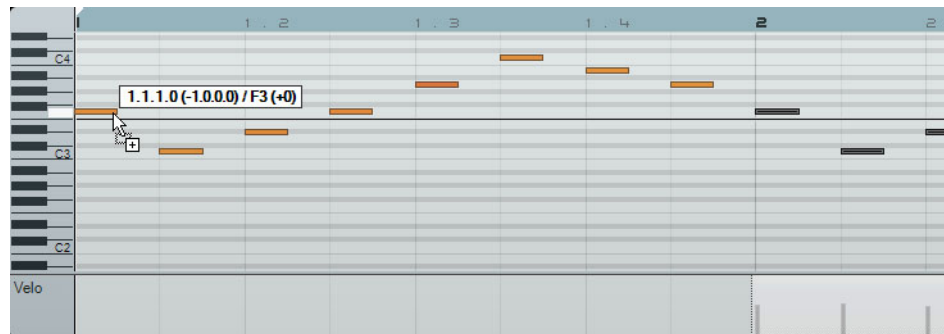 1 . 2 1 . 3 1 . 4 2 2
C4
1.1.1.0 (-1.0.0.0) / F3 (+0)
C3
C2
Velo